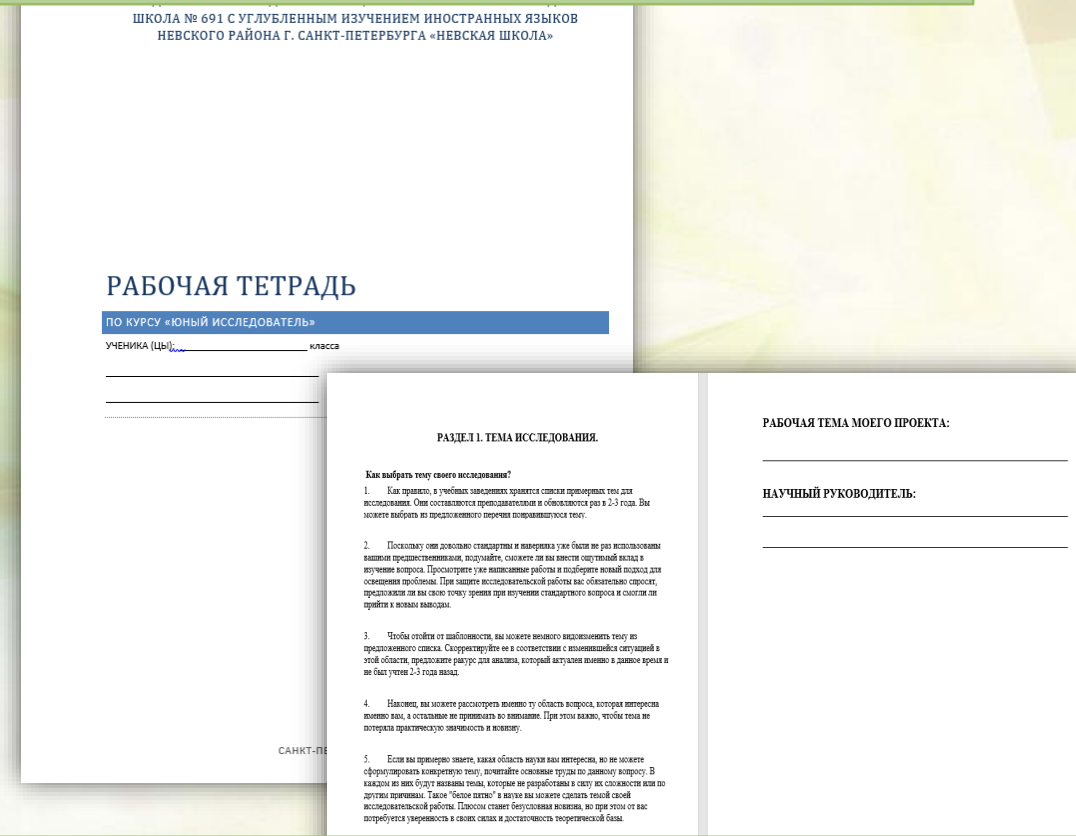 ШКОЛА № 691 С УГЛУБЛЕННЫМ ИЗУЧЕНИЕМ ИНОСТРАННЫХ ЯЗЫКОВ
НЕВСКОГО РАЙОНА Г. САНКТ-ПЕТЕРБУРГА «НЕВСКАЯ ШКОЛА»
РАБОЧАЯ ТЕТРАДЬ
ПО КУРСУ «ЮНЫЙ ИССЛЕДОВАТЕЛЬ»
УЧЕНИКА (ЦЫ):__________________________ класса
САНКТ-ПЕ
РАЗДЕЛ 1. ТЕМА ИССЛЕДОВАНИЯ.
Как выбрать тему своего исследования?
1. Как правило, в учебных заведениях хранятся списки примерных тем для
исследования. Они составляются преподавателями и обновляются раз в 2-3 года. Вы
можете выбрать из предложенного перечня понравившуюся тему.
2. Поскольку они довольно стандартны и наверняка уже были не раз использованы
вашими предшественниками, подумайте, сможете ли вы внести ощутимый вклад в
изучение вопроса. Просмотрите уже написанные работы и подберите новый подход для
освещения проблемы. При защите исследовательской работы вас обязательно спросят,
предложили ли вы свою точку зрения при изучении стандартного вопроса и смогли ли
прийти к новым выводам.
3. Чтобы отойти от шаблонности, вы можете немного видоизменить тему из
предложенного списка. Скорректируйте ее в соответствии с изменившейся ситуацией в
этой области, предложите ракурс для анализа, который актуален именно в данное время и
не был учтен 2-3 года назад.
4. Наконец, вы можете рассмотреть именно ту область вопроса, которая интересна
именно вам, а остальные не принимать во внимание. При этом важно, чтобы тема не
потеряла практическую значимость и новизну.
5. Если вы примерно знаете, какая область науки вам интересна, но не можете
сформулировать конкретную тему, почитайте основные труды по данному вопросу. В
каждом из них будут названы темы, которые не разработаны в силу их сложности или по
другим причинам. Такое "белое пятно" в науке вы можете сделать темой своей
исследовательской работы. Плюсом станет безусловная новизна, но при этом от вас
потребуется уверенность в своих силах и достаточность теоретической базы.
РАБОЧАЯ ТЕМА МОЕГО ПРОЕКТА:
НАУЧНЫЙ РУКОВОДИТЕЛЬ: